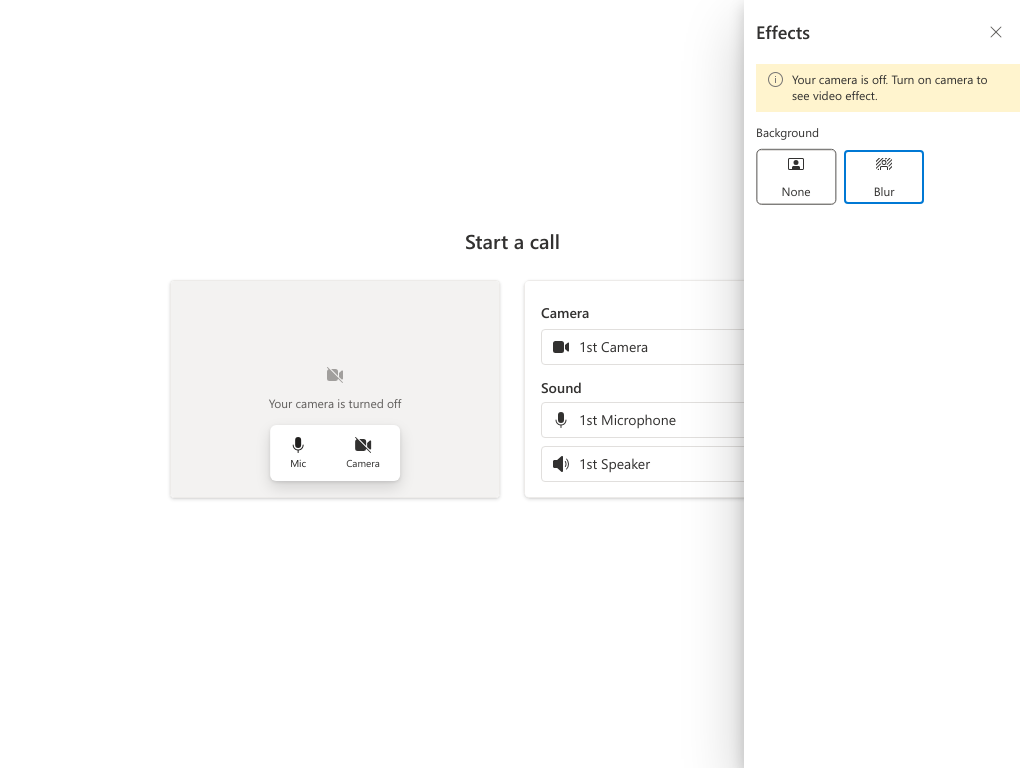 Effects
Your camera is off. Turn on camera to
see video effect.
Background
None
Blur
Start a call
Your camera is turned off
Mic
Camera
Camera
1st Camera
Sound
1st Microphone
1st Speaker